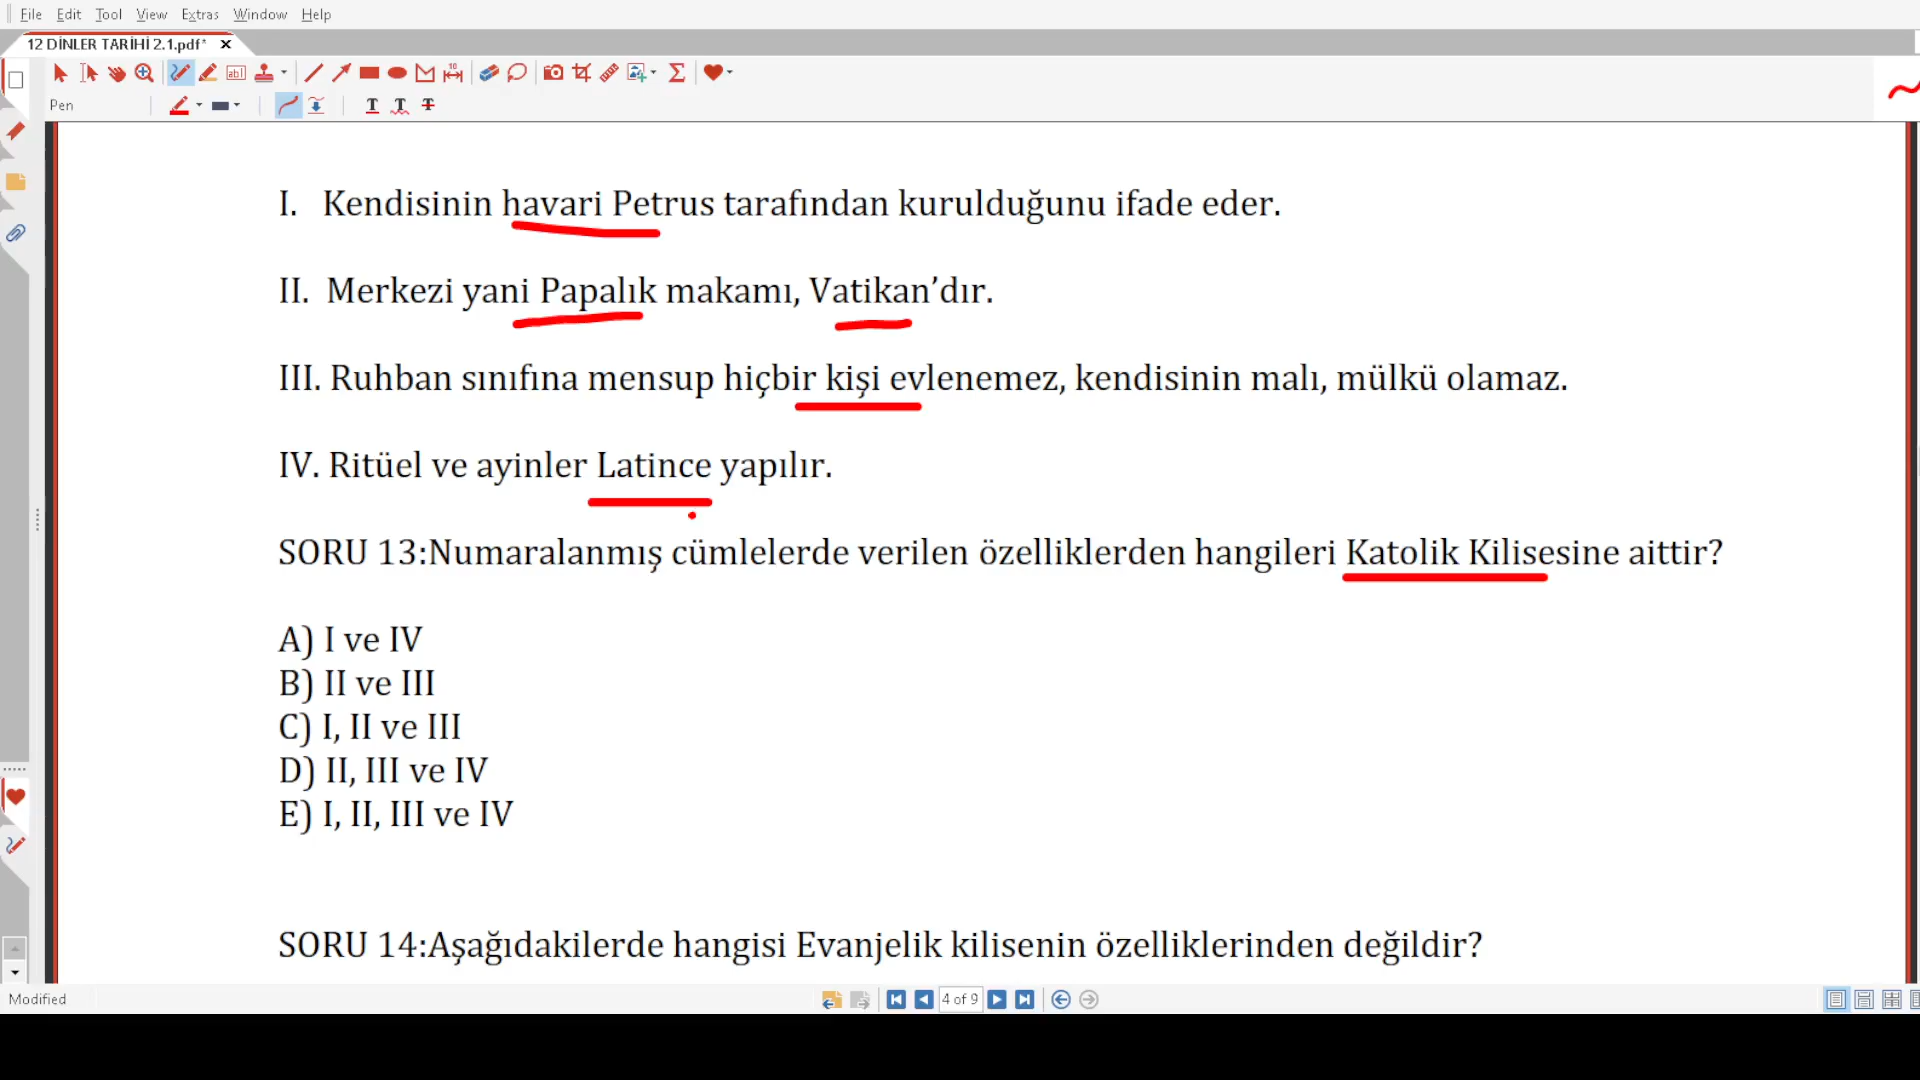 File Edit Tool View Extras Window Help
12 DİNLER TARİHİ 2.1.pdf* x
Pen
I. Kendisinin havari Petrus tarafından kurulduğunu ifade eder.
II. Merkezi yani Papalık makamı, Vatikan’dır.
III. Ruhban sınıfına mensup hiçbir kişi evlenemez, kendisinin malı, mülkü olamaz.
IV. Ritüel ve ayinler Latince yapılır.
SORU 13:Numaralanmış cümlelerde verilen özelliklerden hangileri Katolik Kilisesine aittir?
A) I ve IV
B) II ve III
C) I, II ve III
D) II, III ve IV
E) I, II, III ve IV
SORU 14:Aşağıdakilerde hangisi Evanjelik kilisenin özelliklerinden değildir?
Modified 4 of 9